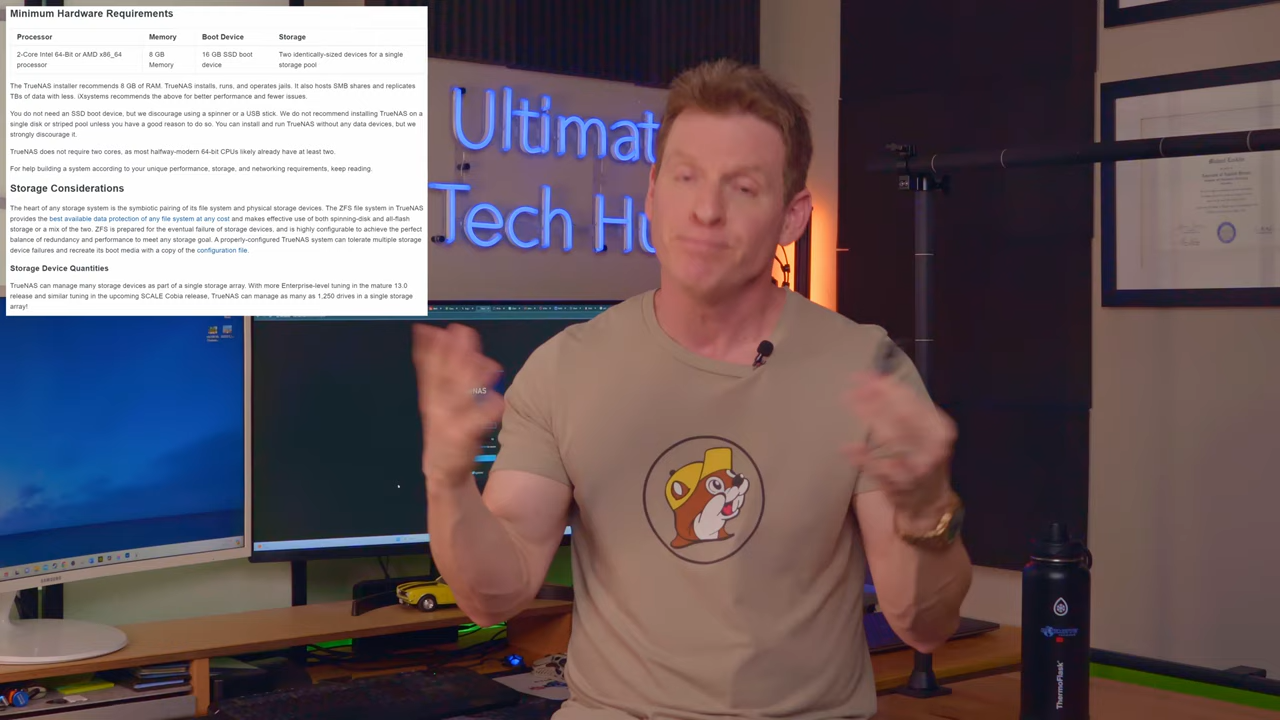 Minimum Hardware Requirements
Processor Memory Boot Device Storage
2-Core Intel 64-Bit or AMD x86_64 8 GB 16 GB SSD boot Two identically-sized devices for a single
processor Memory device storage pool
The TrueNAS installer recommends 8 GB of RAM. TrueNAS installs, runs, and operates jails. It also hosts SMB shares and replicates
TBs of data with less. iXsystems recommends the above for better performance and fewer issues.
You do not need an SSD boot device, but we discourage using a spinner or a USB stick. We do not recommend installing TrueNAS on a
single disk or striped pool unless you have a good reason to do so. You can install and run TrueNAS without any data devices, but we
strongly discourage it.
TrueNAS does not require two cores, as most halfway-modern 64-bit CPUs likely already have at least two.
For help building a system according to your unique performance, storage, and networking requirements, keep reading.
Storage Considerations
The heart of any storage system is the symbiotic pairing of its file system and physical storage devices. The ZFS file system in TrueNAS
provides the best available data protection of any file system at any cost and makes effective use of both spinning-disk and all-flash
storage or a mix of the two. ZFS is prepared for the eventual failure of storage devices, and is highly configurable to achieve the perfect
balance of redundancy and performance to meet any storage goal. A properly-configured TrueNAS system can tolerate multiple storage
device failures and recreate its boot media with a copy of the configuration file.
Storage Device Quantities
TrueNAS can manage many storage devices as part of a single storage array. With more Enterprise-level tuning in the mature 13.0
release and similar tuning in the upcoming SCALE Cobia release, TrueNAS can manage as many as 1,250 drives in a single storage
array!
Ultimat
Tech Hu
NAS
SAMSUNG
ThermoFlask